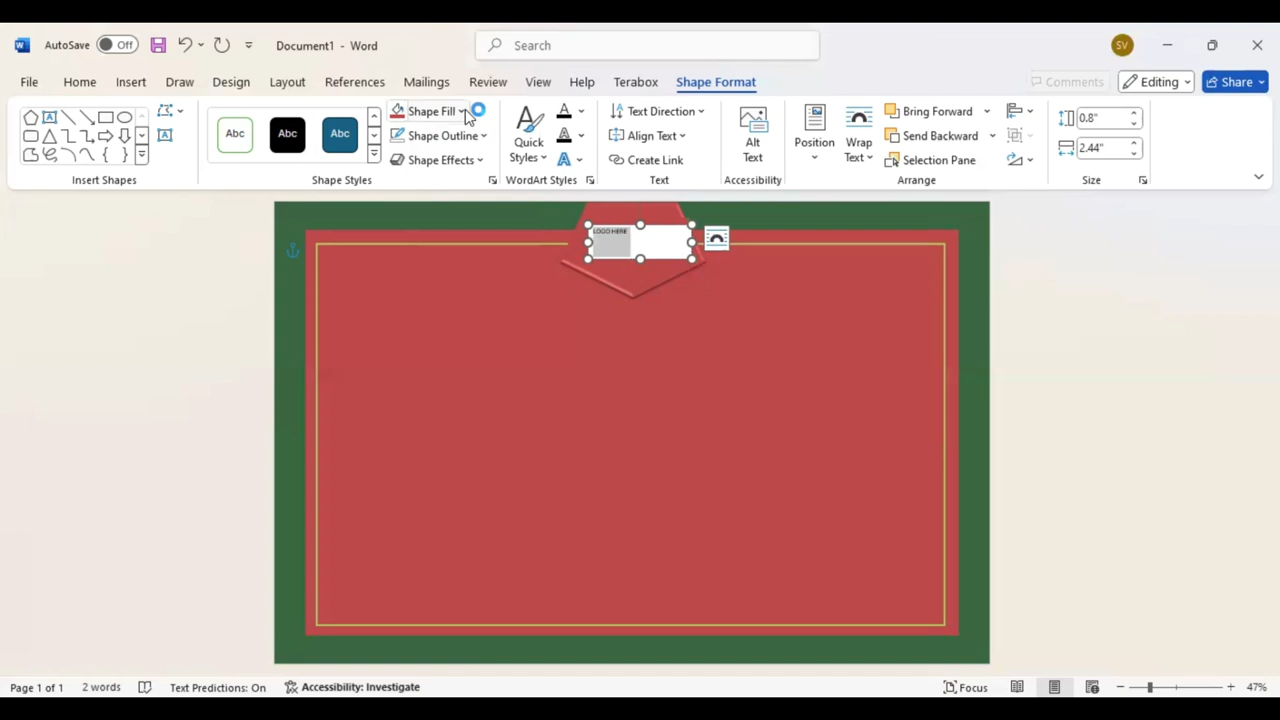 AutoSave Off Document1 - Word Search SV
File Home Insert Draw Design Layout References Mailings Review View Help Terabox Shape Format Comments Editing Share
Abc Abc Abc
Shape Fill
Shape Outline
Shape Effects
Quick
Styles
Text Direction
Align Text
Create Link
Alt
Text
Position
Wrap
Text
Bring Forward
Send Backward
Selection Pane
0.8"
2.44"
Insert Shapes Shape Styles WordArt Styles Text Accessibility Arrange Size
LOGO HERE
Page 1 of 1 2 words Text Predictions: On Accessibility: Investigate Focus 47%